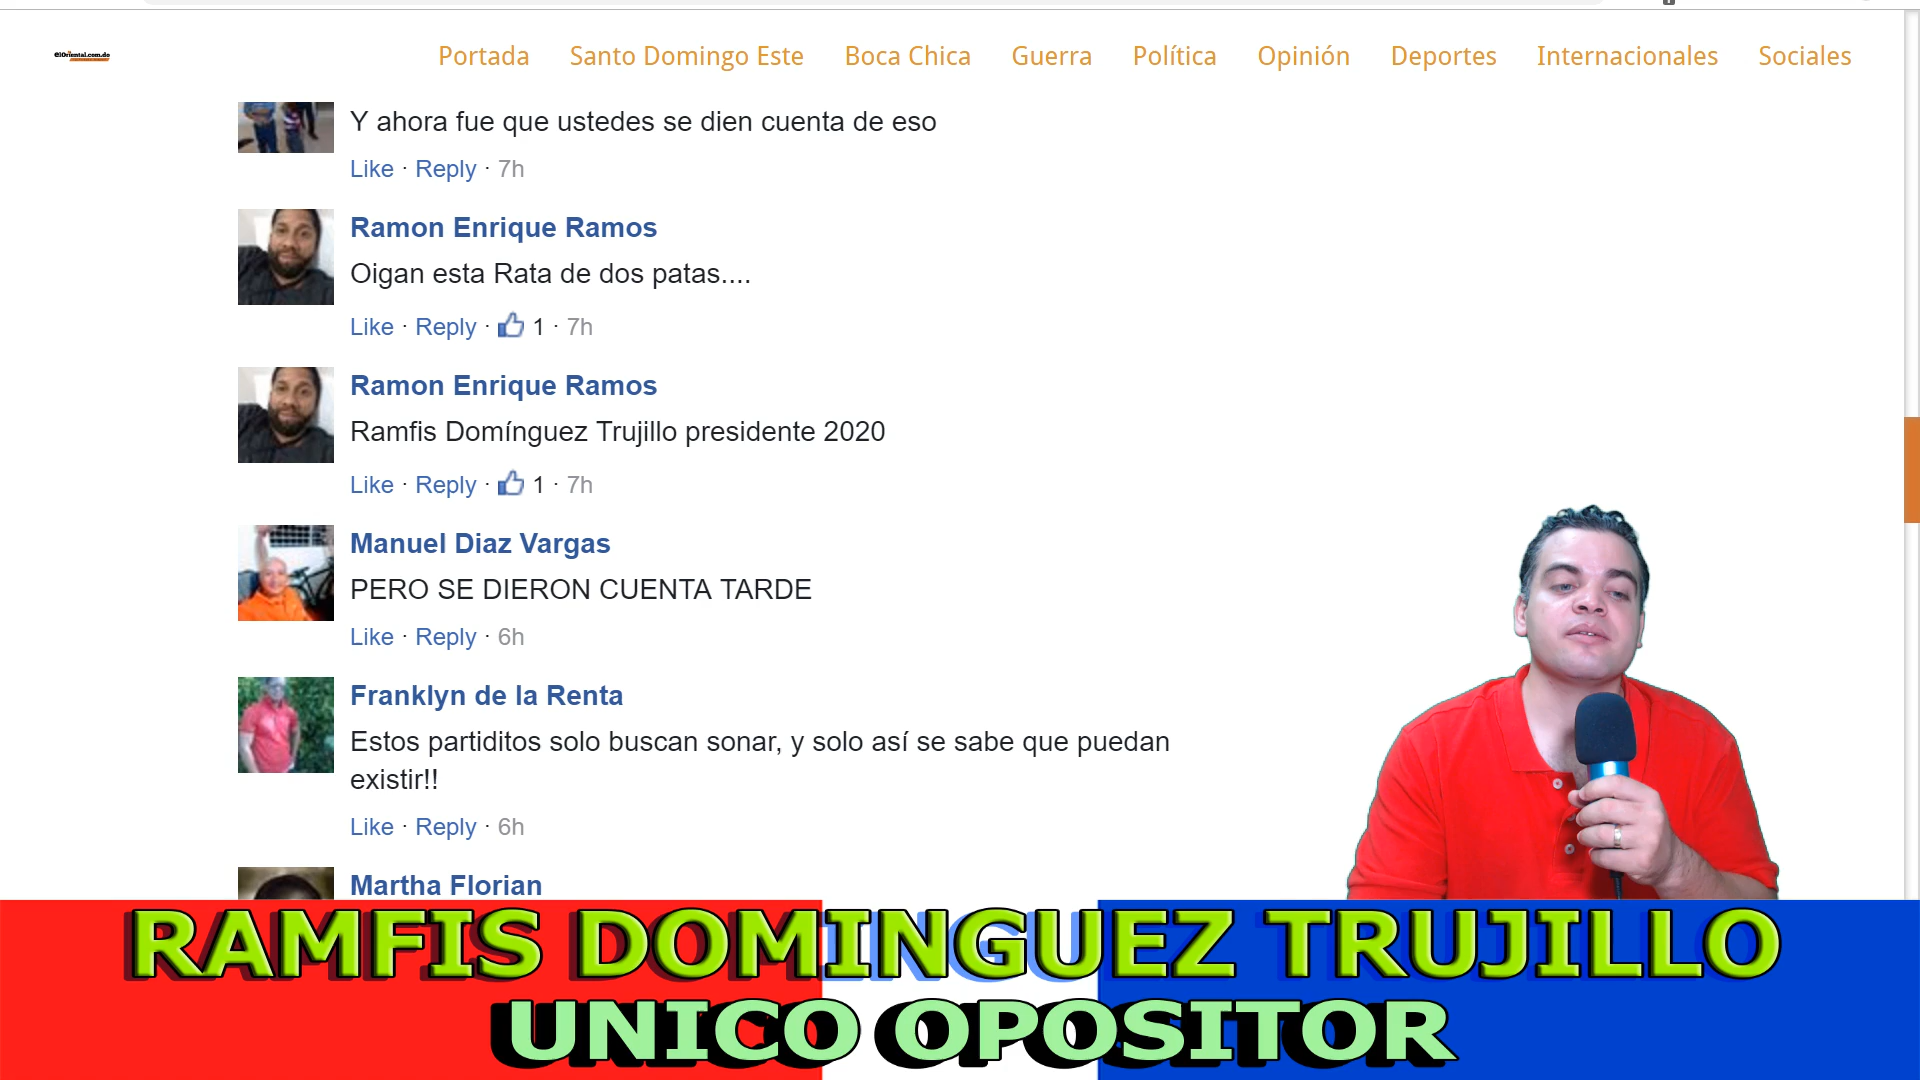 elOriental.com.do
Portada Santo Domingo Este Boca Chica Guerra Política Opinión Deportes Internacionales Sociales
Y ahora fue que ustedes se dien cuenta de eso
Like · Reply · 7h
Ramon Enrique Ramos
Oigan esta Rata de dos patas....
Like · Reply · 1 · 7h
Ramon Enrique Ramos
Ramfis Domínguez Trujillo presidente 2020
Like · Reply · 1 · 7h
Manuel Diaz Vargas
PERO SE DIERON CUENTA TARDE
Like · Reply · 6h
Franklyn de la Renta
Estos partiditos solo buscan sonar, y solo así se sabe que puedan
existir!!
Like · Reply · 6h
Martha Florian
RAMFIS DOMINGUEZ TRUJILLO
UNICO OPOSITOR